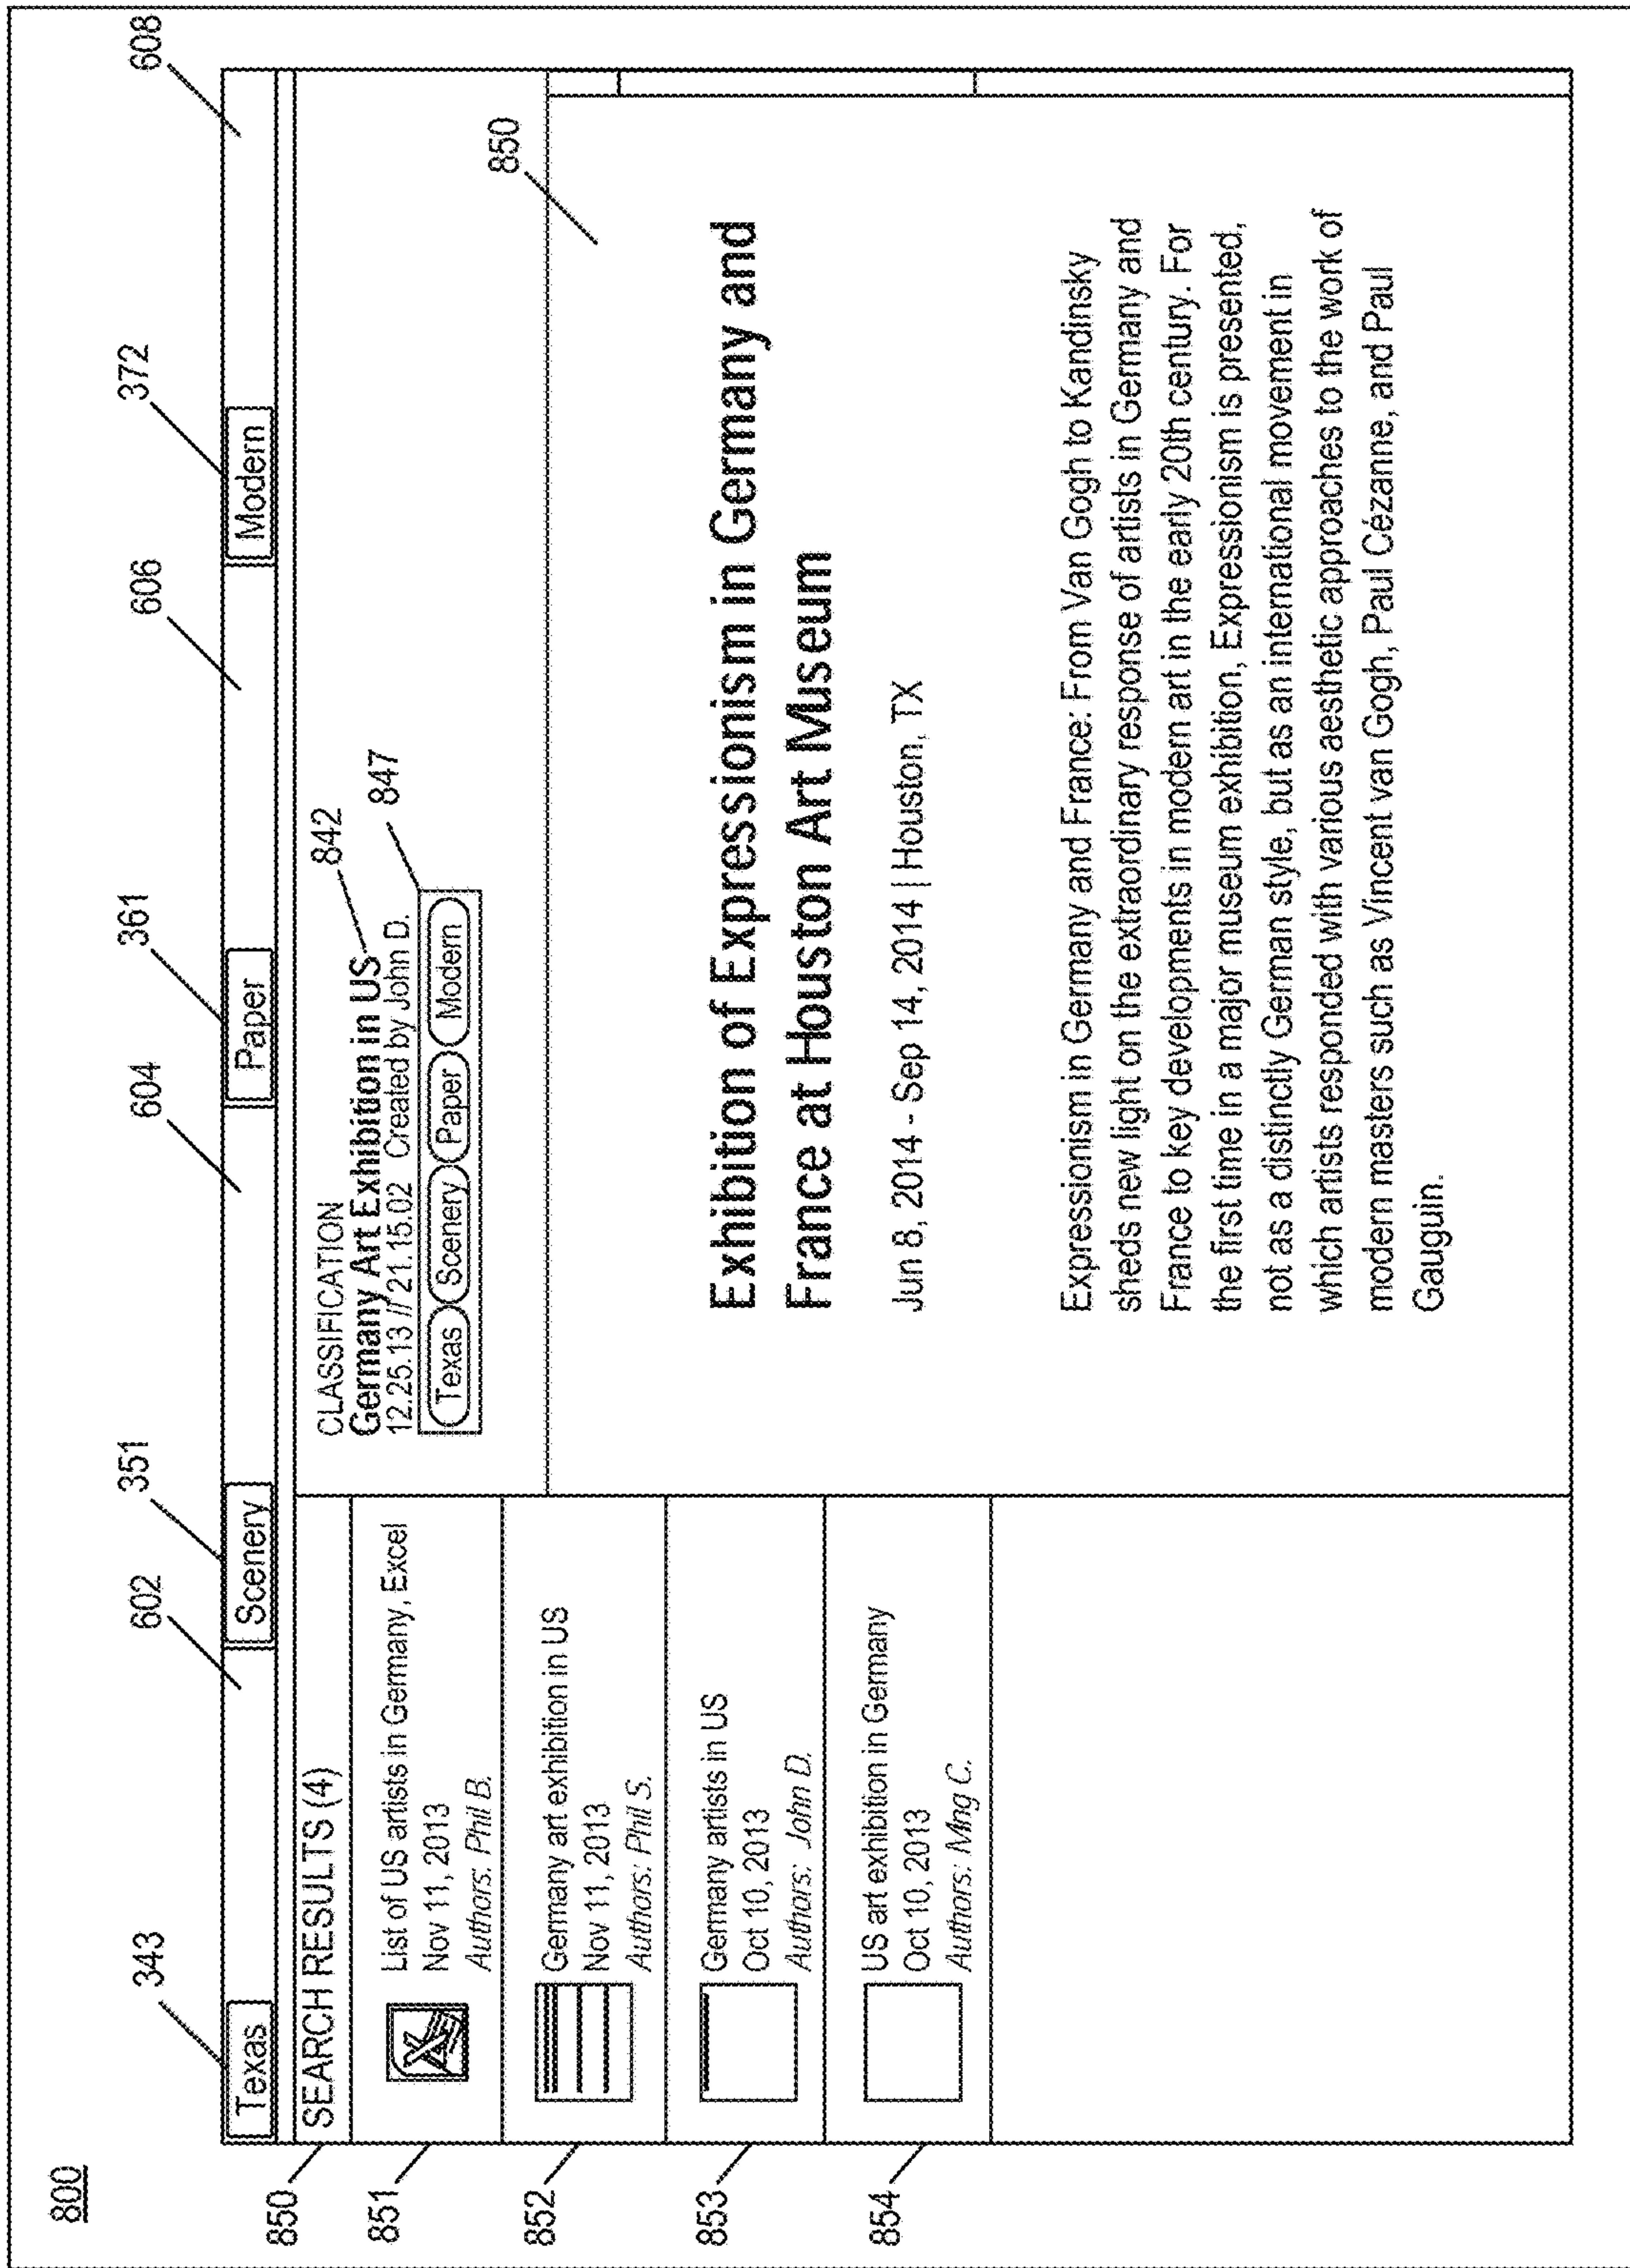 800
343
602
351
604
361
606
372
608
Texas
Scenery
Paper
Modern
850
SEARCH RESULTS (4)
851
List of US artists in Germany, Excel
Nov 11, 2013
Authors: Phil B.
852
Germany art exhibition in US
Nov 11, 2013
Authors: Phil S.
853
Germany artists in US
Oct 10, 2013
Authors: John D.
854
US art exhibition in Germany
Oct 10, 2013
Authors: Mng C.
CLASSIFICATION
Germany Art Exhibition in US
842
12.25.13 // 21.15.02 Created by John D.
847
Texas Scenery Paper Modern
850
Exhibition of Expressionism in Germany and
France at Houston Art Museum
Jun 8, 2014 - Sep 14, 2014 | Houston, TX
Expressionism in Germany and France: From Van Gogh to Kandinsky
sheds new light on the extraordinary response of artists in Germany and
France to key developments in modern art in the early 20th century. For
the first time in a major museum exhibition, Expressionism is presented,
not as a distinctly German style, but as an international movement in
which artists responded with various aesthetic approaches to the work of
modern masters such as Vincent van Gogh, Paul Cézanne, and Paul
Gauguin.